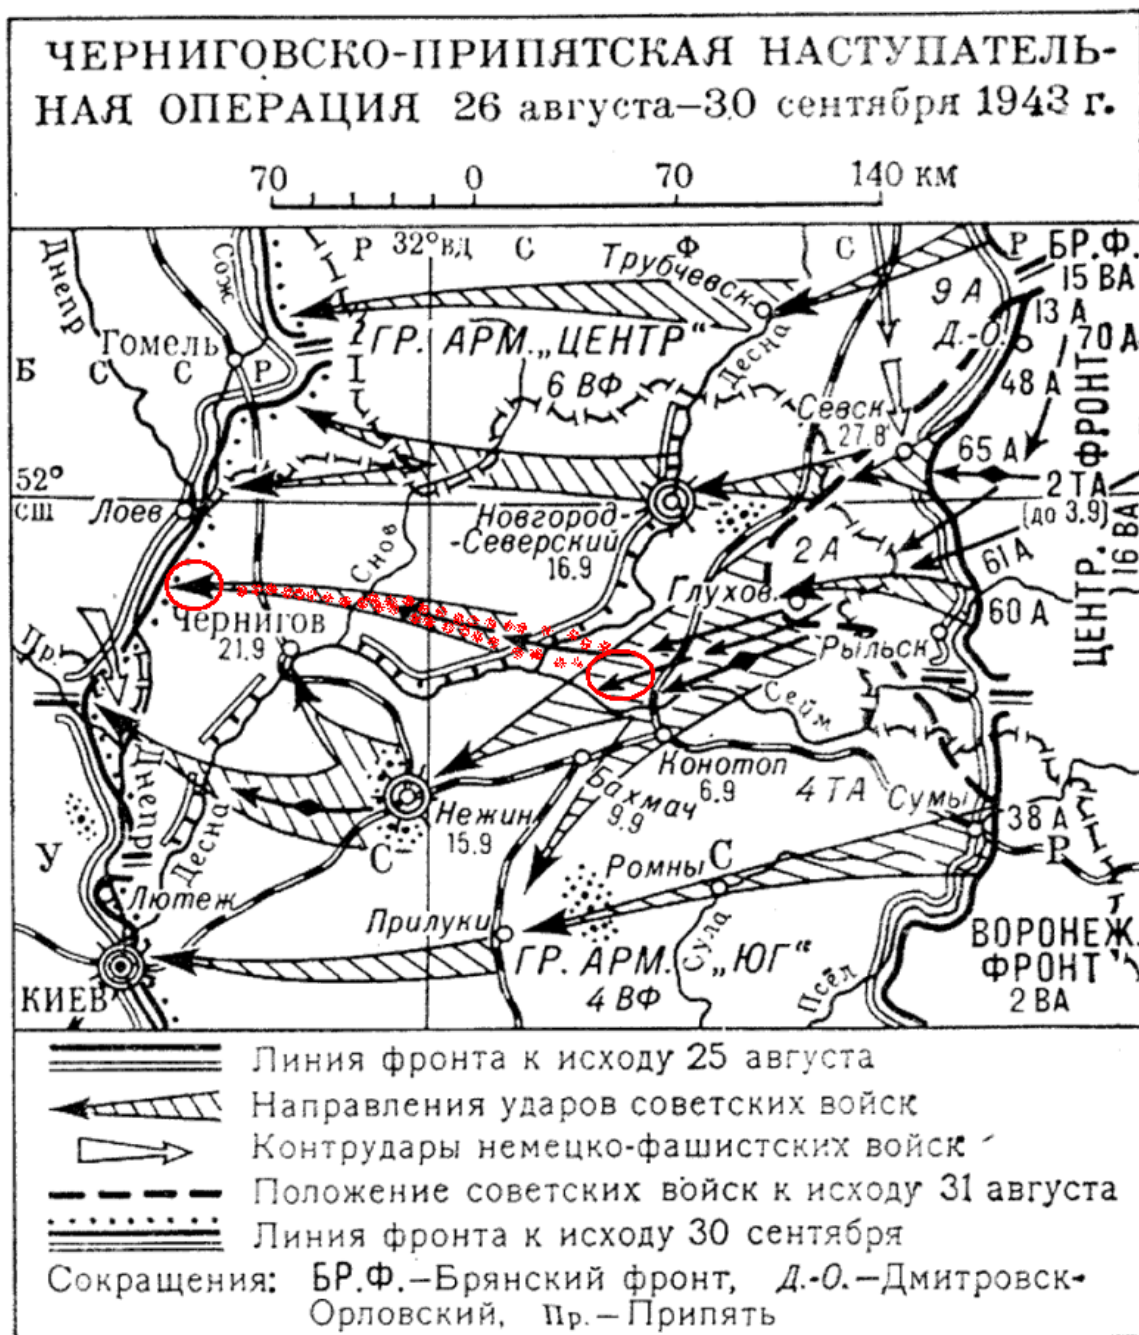 ЧЕРНИГОВСКО-ПРИПЯТСКАЯ НАСТУПАТЕЛЬ-
НАЯ ОПЕРАЦИЯ 26 августа–30 сентября 1943 г.
70 0 70 140 км
Днепр
Сож
Р 32°вд С Ф С Р
БР.Ф.
15 ВА
Трубчевск
9 А
13 А
Гомель
ГР. АРМ. „ЦЕНТР“
Десна
Д.-О.
70 А
Б С С Р
6 ВФ
48 А
Севск
27.8
65 А
ЦЕНТР. ФРОНТ
52°
сш
Лоев
2 ТА
(до 3.9)
16 ВА
Новгород-
-Северский
16.9
Снов
2 А
61 А
Глухов
60 А
Чернигов
21.9
Пр.
Рыльск
Сейм
Днепр
Десна
Конотоп
6.9
Бахмач
9.9
4 ТА
Сумы
38 А
Нежин
15.9
У С С Р
Ромны
Лютеж
Прилуки
Сула
Псёл
ГР. АРМ. „ЮГ“
4 ВФ
ВОРОНЕЖ.
ФРОНТ
2 ВА
КИЕВ
Линия фронта к исходу 25 августа
Направления ударов советских войск
Контрудары немецко-фашистских войск
Положение советских войск к исходу 31 августа
Линия фронта к исходу 30 сентября
Сокращения: БР.Ф.–Брянский фронт, Д.-О.–Дмитровск-
Орловский, Пр.–Припять